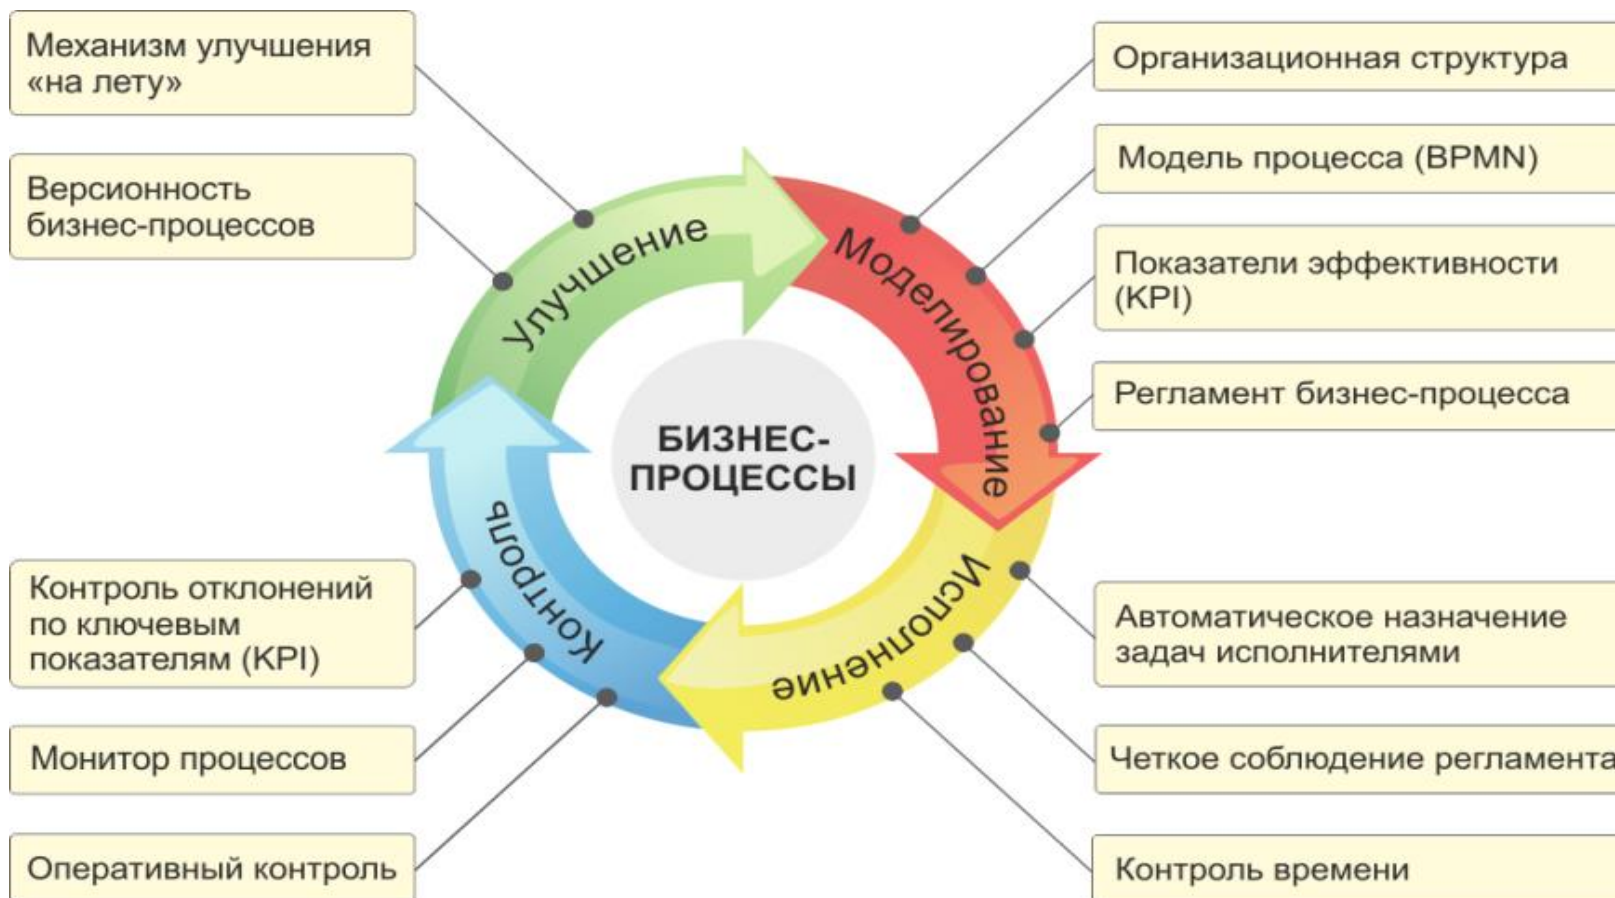 Механизм улучшения
«на лету»
Версионность
бизнес-процессов
Организационная структура
Модель процесса (BPMN)
Показатели эффективности
(KPI)
Регламент бизнес-процесса
Улучшение
Моделирование
БИЗНЕС-
ПРОЦЕССЫ
Контроль
Исполнение
Контроль отклонений
по ключевым
показателям (KPI)
Монитор процессов
Оперативный контроль
Автоматическое назначение
задач исполнителями
Четкое соблюдение регламента
Контроль времени